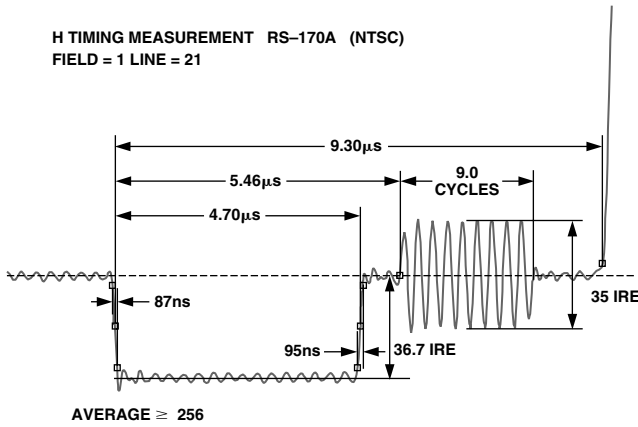 H TIMING MEASUREMENT RS–170A (NTSC)
FIELD = 1 LINE = 21
9.30μs
5.46μs
9.0
CYCLES
4.70μs
87ns
35 IRE
95ns
36.7 IRE
AVERAGE ≥ 256